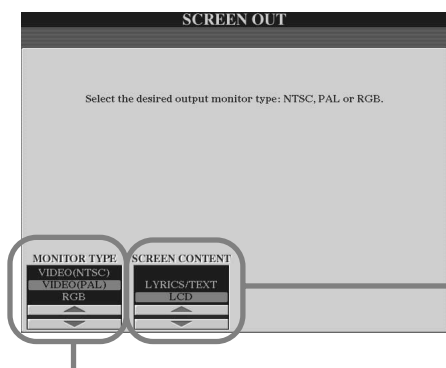 SCREEN OUT
Select the desired output monitor type: NTSC, PAL or RGB.
MONITOR TYPE
VIDEO(NTSC)
VIDEO(PAL)
RGB
SCREEN CONTENT
LYRICS/TEXT
LCD